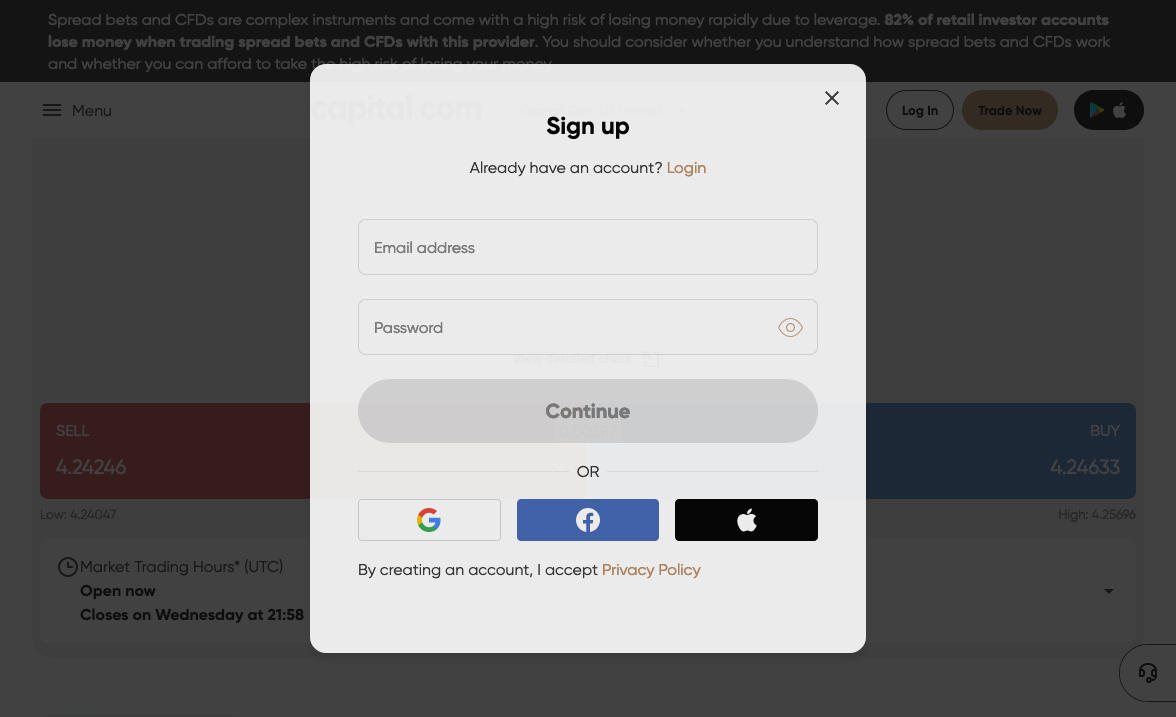 Spread bets and CFDs are complex instruments and come with a high risk of losing money rapidly due to leverage. 82% of retail investor accounts
lose money when trading spread bets and CFDs with this provider. You should consider whether you understand how spread bets and CFDs work
and whether you can afford to take the high risk of losing your money.
Menu
capital com
Log In
Trade Now
Sign up
Already have an account? Login
Email address
Password
View detailed chart
Continue
SELL
4.24246
BUY
4.24633
OR
Low: 4.24047
High: 4.25696
By creating an account, I accept Privacy Policy
Market Trading Hours* (UTC)
Open now
Closes on Wednesday at 21:58